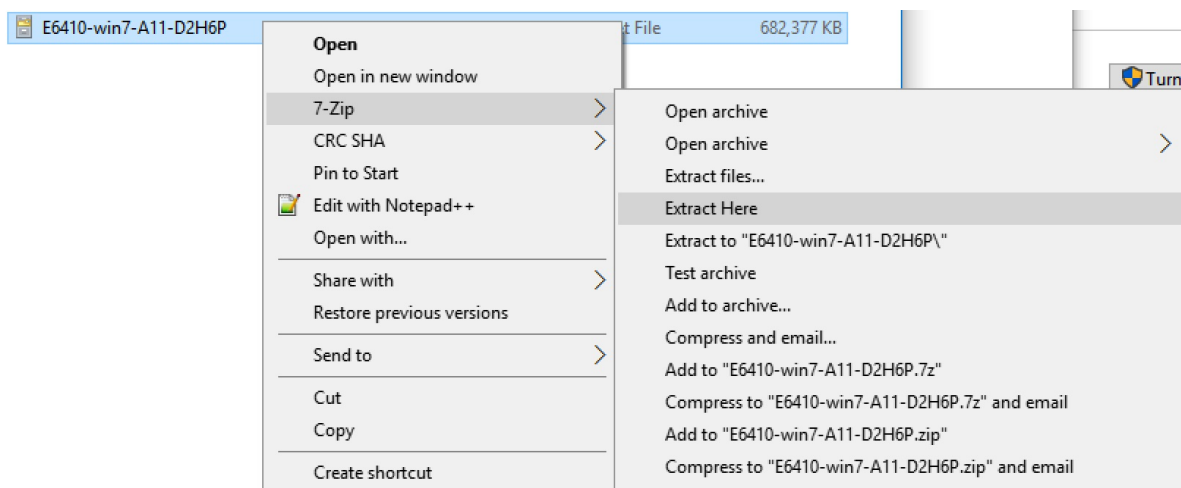 E6410-win7-A11-D2H6P t File 682,377 KB
Open
Open in new window
7-Zip
CRC SHA
Pin to Start
Edit with Notepad++
Open with...
Share with
Restore previous versions
Send to
Cut
Copy
Create shortcut
Turn
Open archive
Open archive
Extract files...
Extract Here
Extract to "E6410-win7-A11-D2H6P\"
Test archive
Add to archive...
Compress and email...
Add to "E6410-win7-A11-D2H6P.7z"
Compress to "E6410-win7-A11-D2H6P.7z" and email
Add to "E6410-win7-A11-D2H6P.zip"
Compress to "E6410-win7-A11-D2H6P.zip" and email